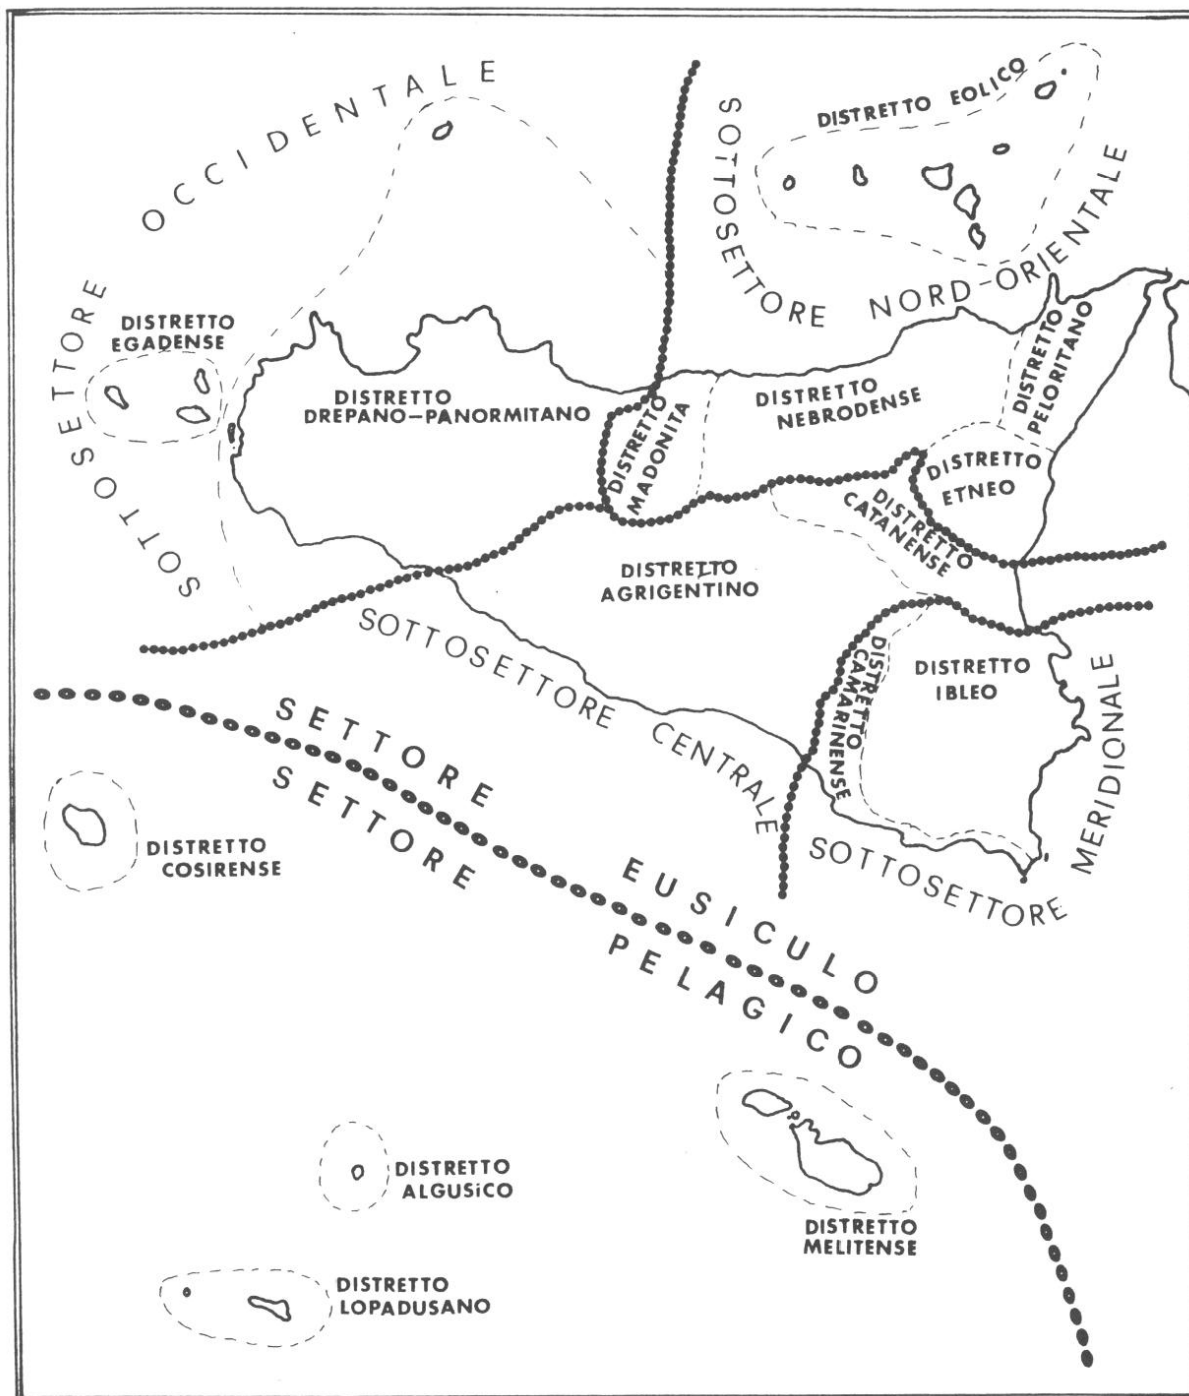 SOTTOSETTORE OCCIDENTALE
SOTTOSETTORE NORD-ORIENTALE
DISTRETTO EOLICO
DISTRETTO
EGADENSE
DISTRETTO
DREPANO-PANORMITANO
DISTRETTO
MADONITA
DISTRETTO
NEBRODENSE
DISTRETTO
PELORITANO
DISTRETTO
ETNEO
DISTRETTO
CATANENSE
DISTRETTO
AGRIGENTINO
SOTTOSETTORE CENTRALE
DISTRETTO
CAMARINENSE
DISTRETTO
IBLEO
SOTTOSETTORE MERIDIONALE
SETTORE EUSICULO
SETTORE PELAGICO
DISTRETTO
COSIRENSE
DISTRETTO
ALGUSiCO
DISTRETTO
LOPADUSANO
DISTRETTO
MELITENSE